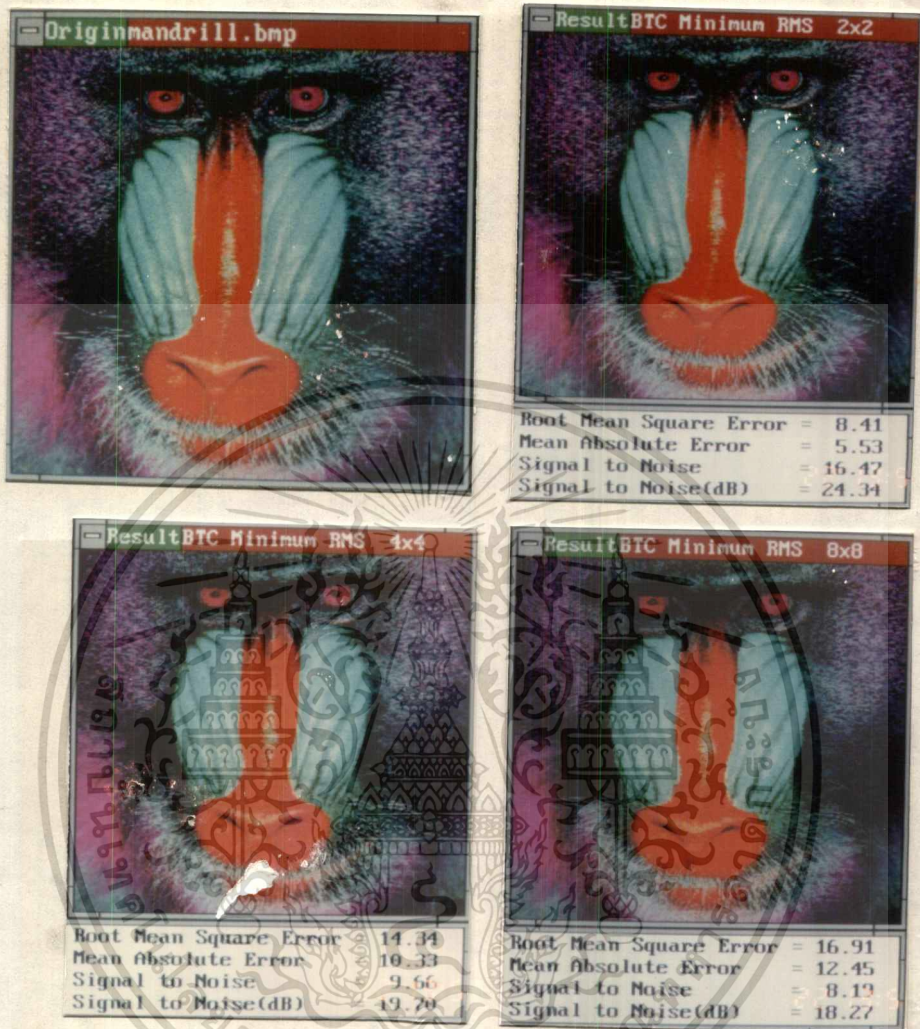 Originmandrill.bmp
ResultBTC Minimum RMS 2x2
Root Mean Square Error = 8.41
Mean Absolute Error = 5.53
Signal to Noise = 16.47
Signal to Noise(dB) = 24.34
ResultBTC Minimum RMS 4x4
Root Mean Square Error 14.34
Mean Absolute Error 10.33
Signal to Noise 9.66
Signal to Noise(dB) 19.70
ResultBTC Minimum RMS 8x8
Root Mean Square Error = 16.91
Mean Absolute Error = 12.45
Signal to Noise = 8.19
Signal to Noise(dB) = 18.27